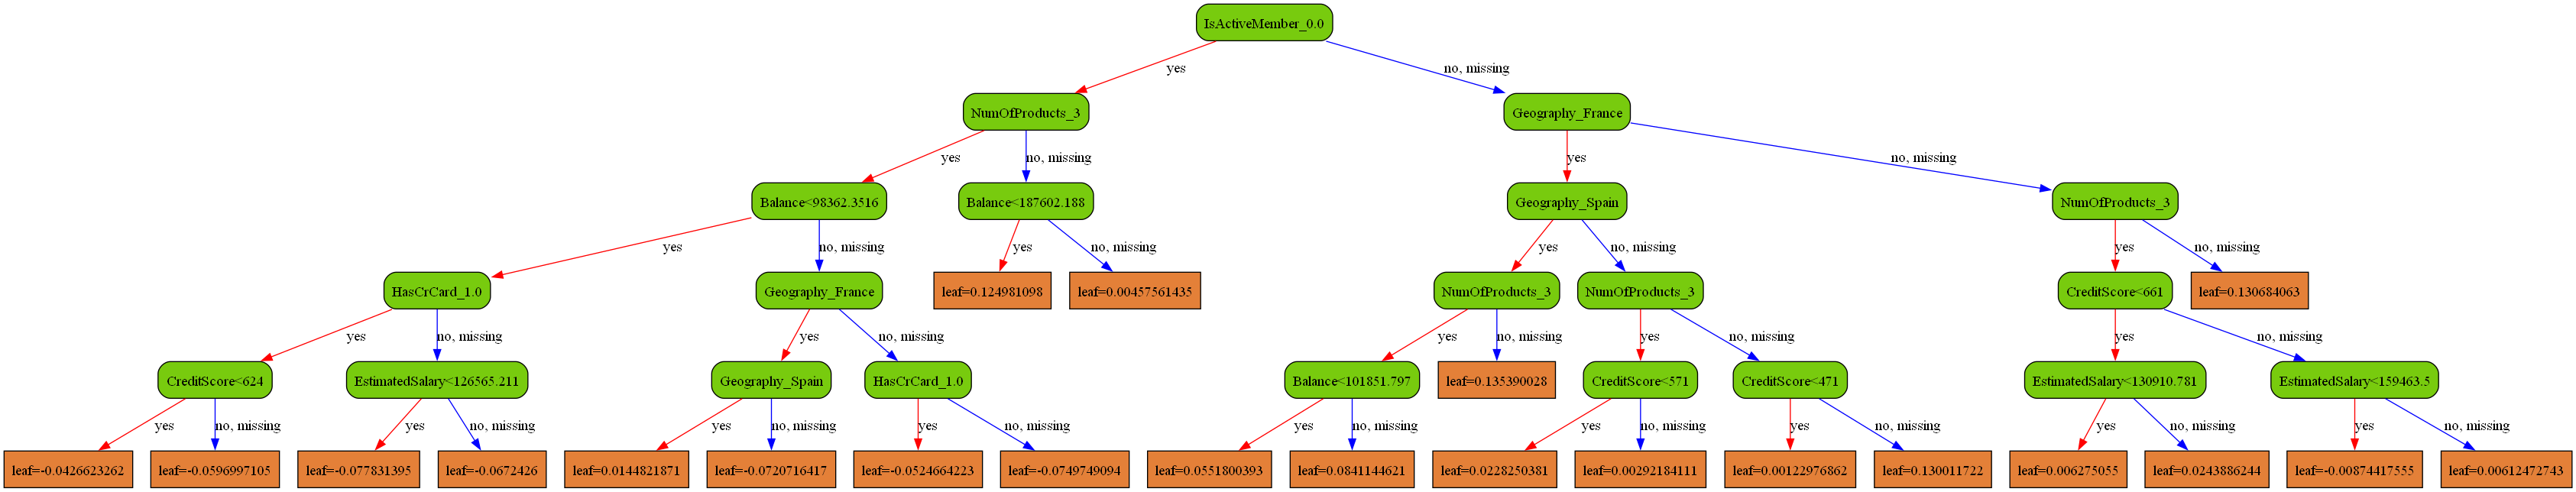 IsActiveMember_0.0
yes
no, missing
NumOfProducts_3
Geography_France
yes
no, missing
yes
no, missing
Balance<98362.3516
Balance<187602.188
Geography_Spain
NumOfProducts_3
yes
no, missing
yes
no, missing
yes
no, missing
yes
no, missing
HasCrCard_1.0
Geography_France
leaf=0.124981098
leaf=0.00457561435
NumOfProducts_3
NumOfProducts_3
CreditScore<661
leaf=0.130684063
yes
no, missing
yes
no, missing
yes
no, missing
yes
no, missing
yes
no, missing
CreditScore<624
EstimatedSalary<126565.211
Geography_Spain
HasCrCard_1.0
Balance<101851.797
leaf=0.135390028
CreditScore<571
CreditScore<471
EstimatedSalary<130910.781
EstimatedSalary<159463.5
yes
no, missing
yes
no, missing
yes
no, missing
yes
no, missing
yes
no, missing
yes
no, missing
yes
no, missing
yes
no, missing
yes
no, missing
leaf=-0.0426623262
leaf=-0.0596997105
leaf=-0.077831395
leaf=-0.0672426
leaf=0.0144821871
leaf=-0.0720716417
leaf=-0.0524664223
leaf=-0.0749749094
leaf=0.0551800393
leaf=0.0841144621
leaf=0.0228250381
leaf=0.00292184111
leaf=0.00122976862
leaf=0.130011722
leaf=0.006275055
leaf=0.0243886244
leaf=-0.00874417555
leaf=0.00612472743